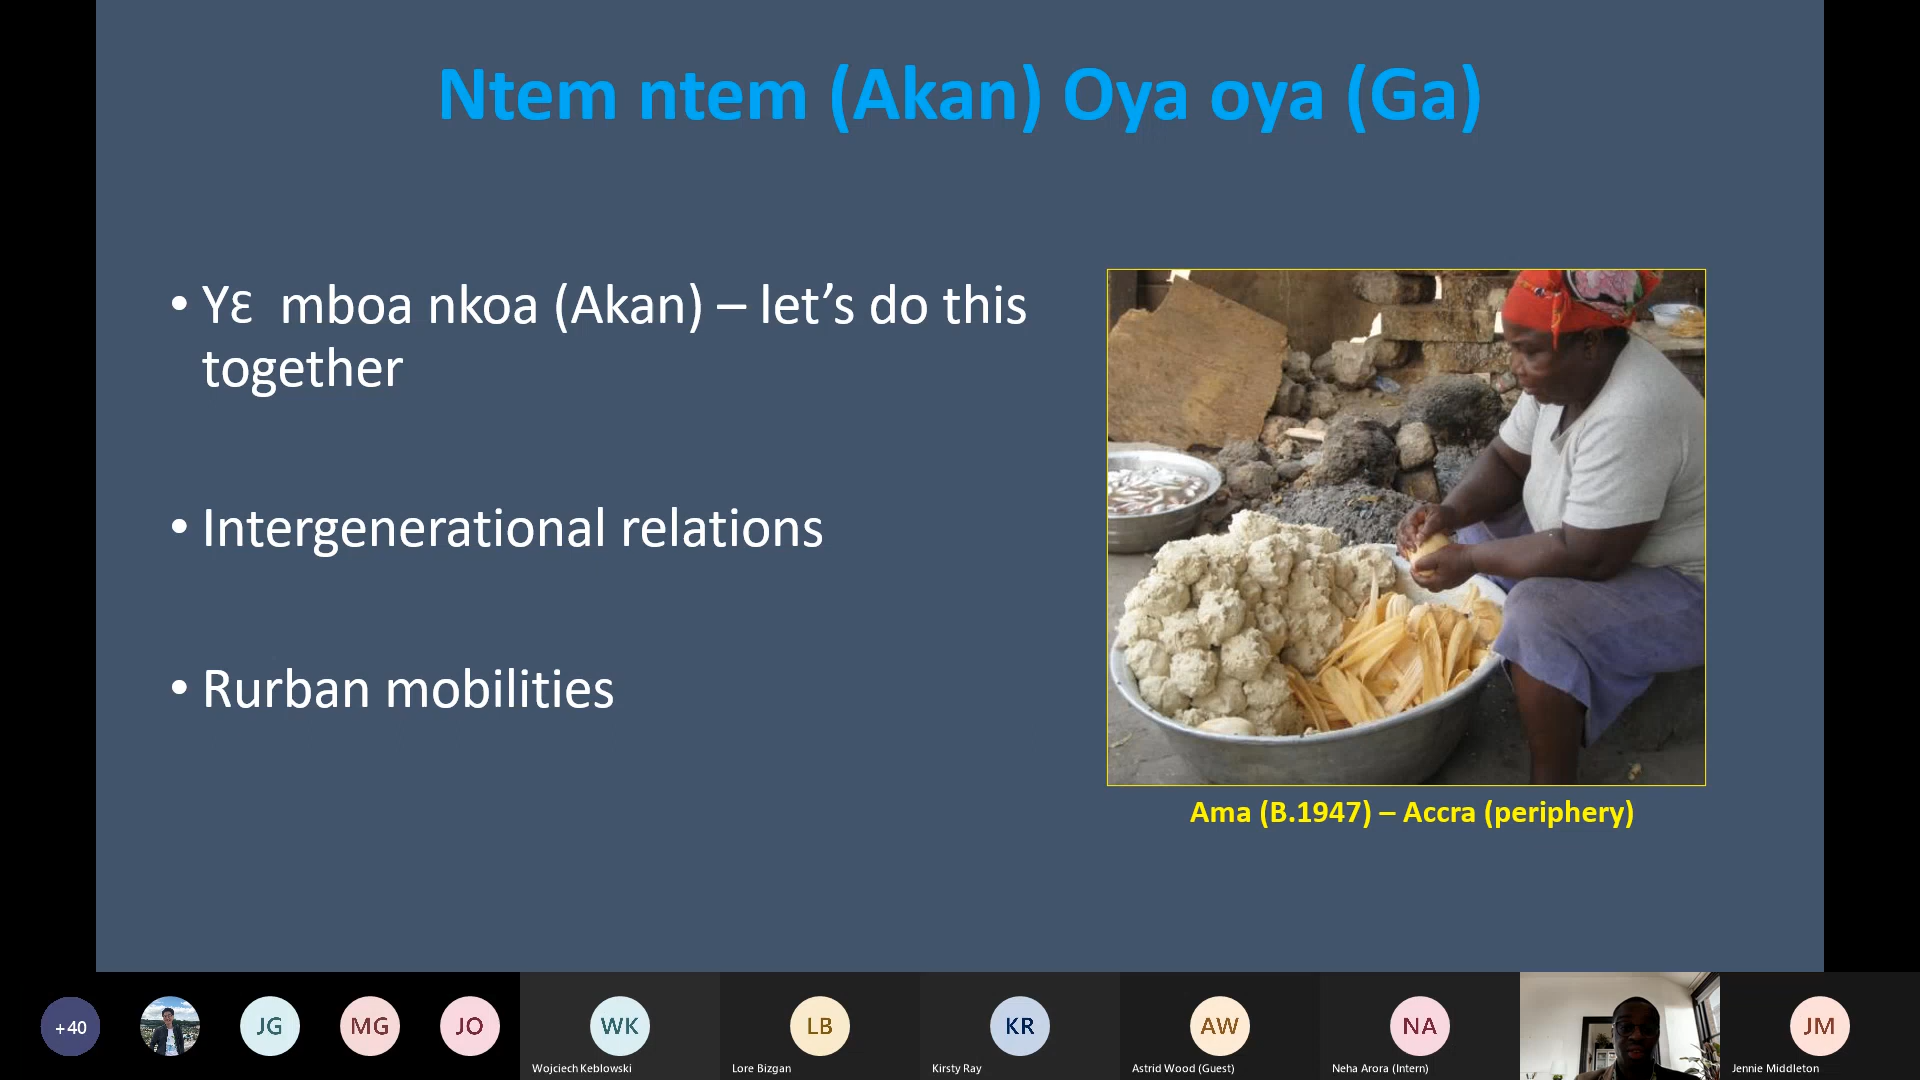 Ntem ntem (Akan) Oya oya (Ga)
• Yɛ  mboa nkoa (Akan) – let’s do this
together
• Intergenerational relations
• Rurban mobilities
Ama (B.1947) – Accra (periphery)
+40
JG
MG
JO
WK
LB
KR
AW
NA
JM
Wojciech Keblowski
Lore Bizgan
Kirsty Ray
Astrid Wood (Guest)
Neha Arora (Intern)
Jennie Middleton